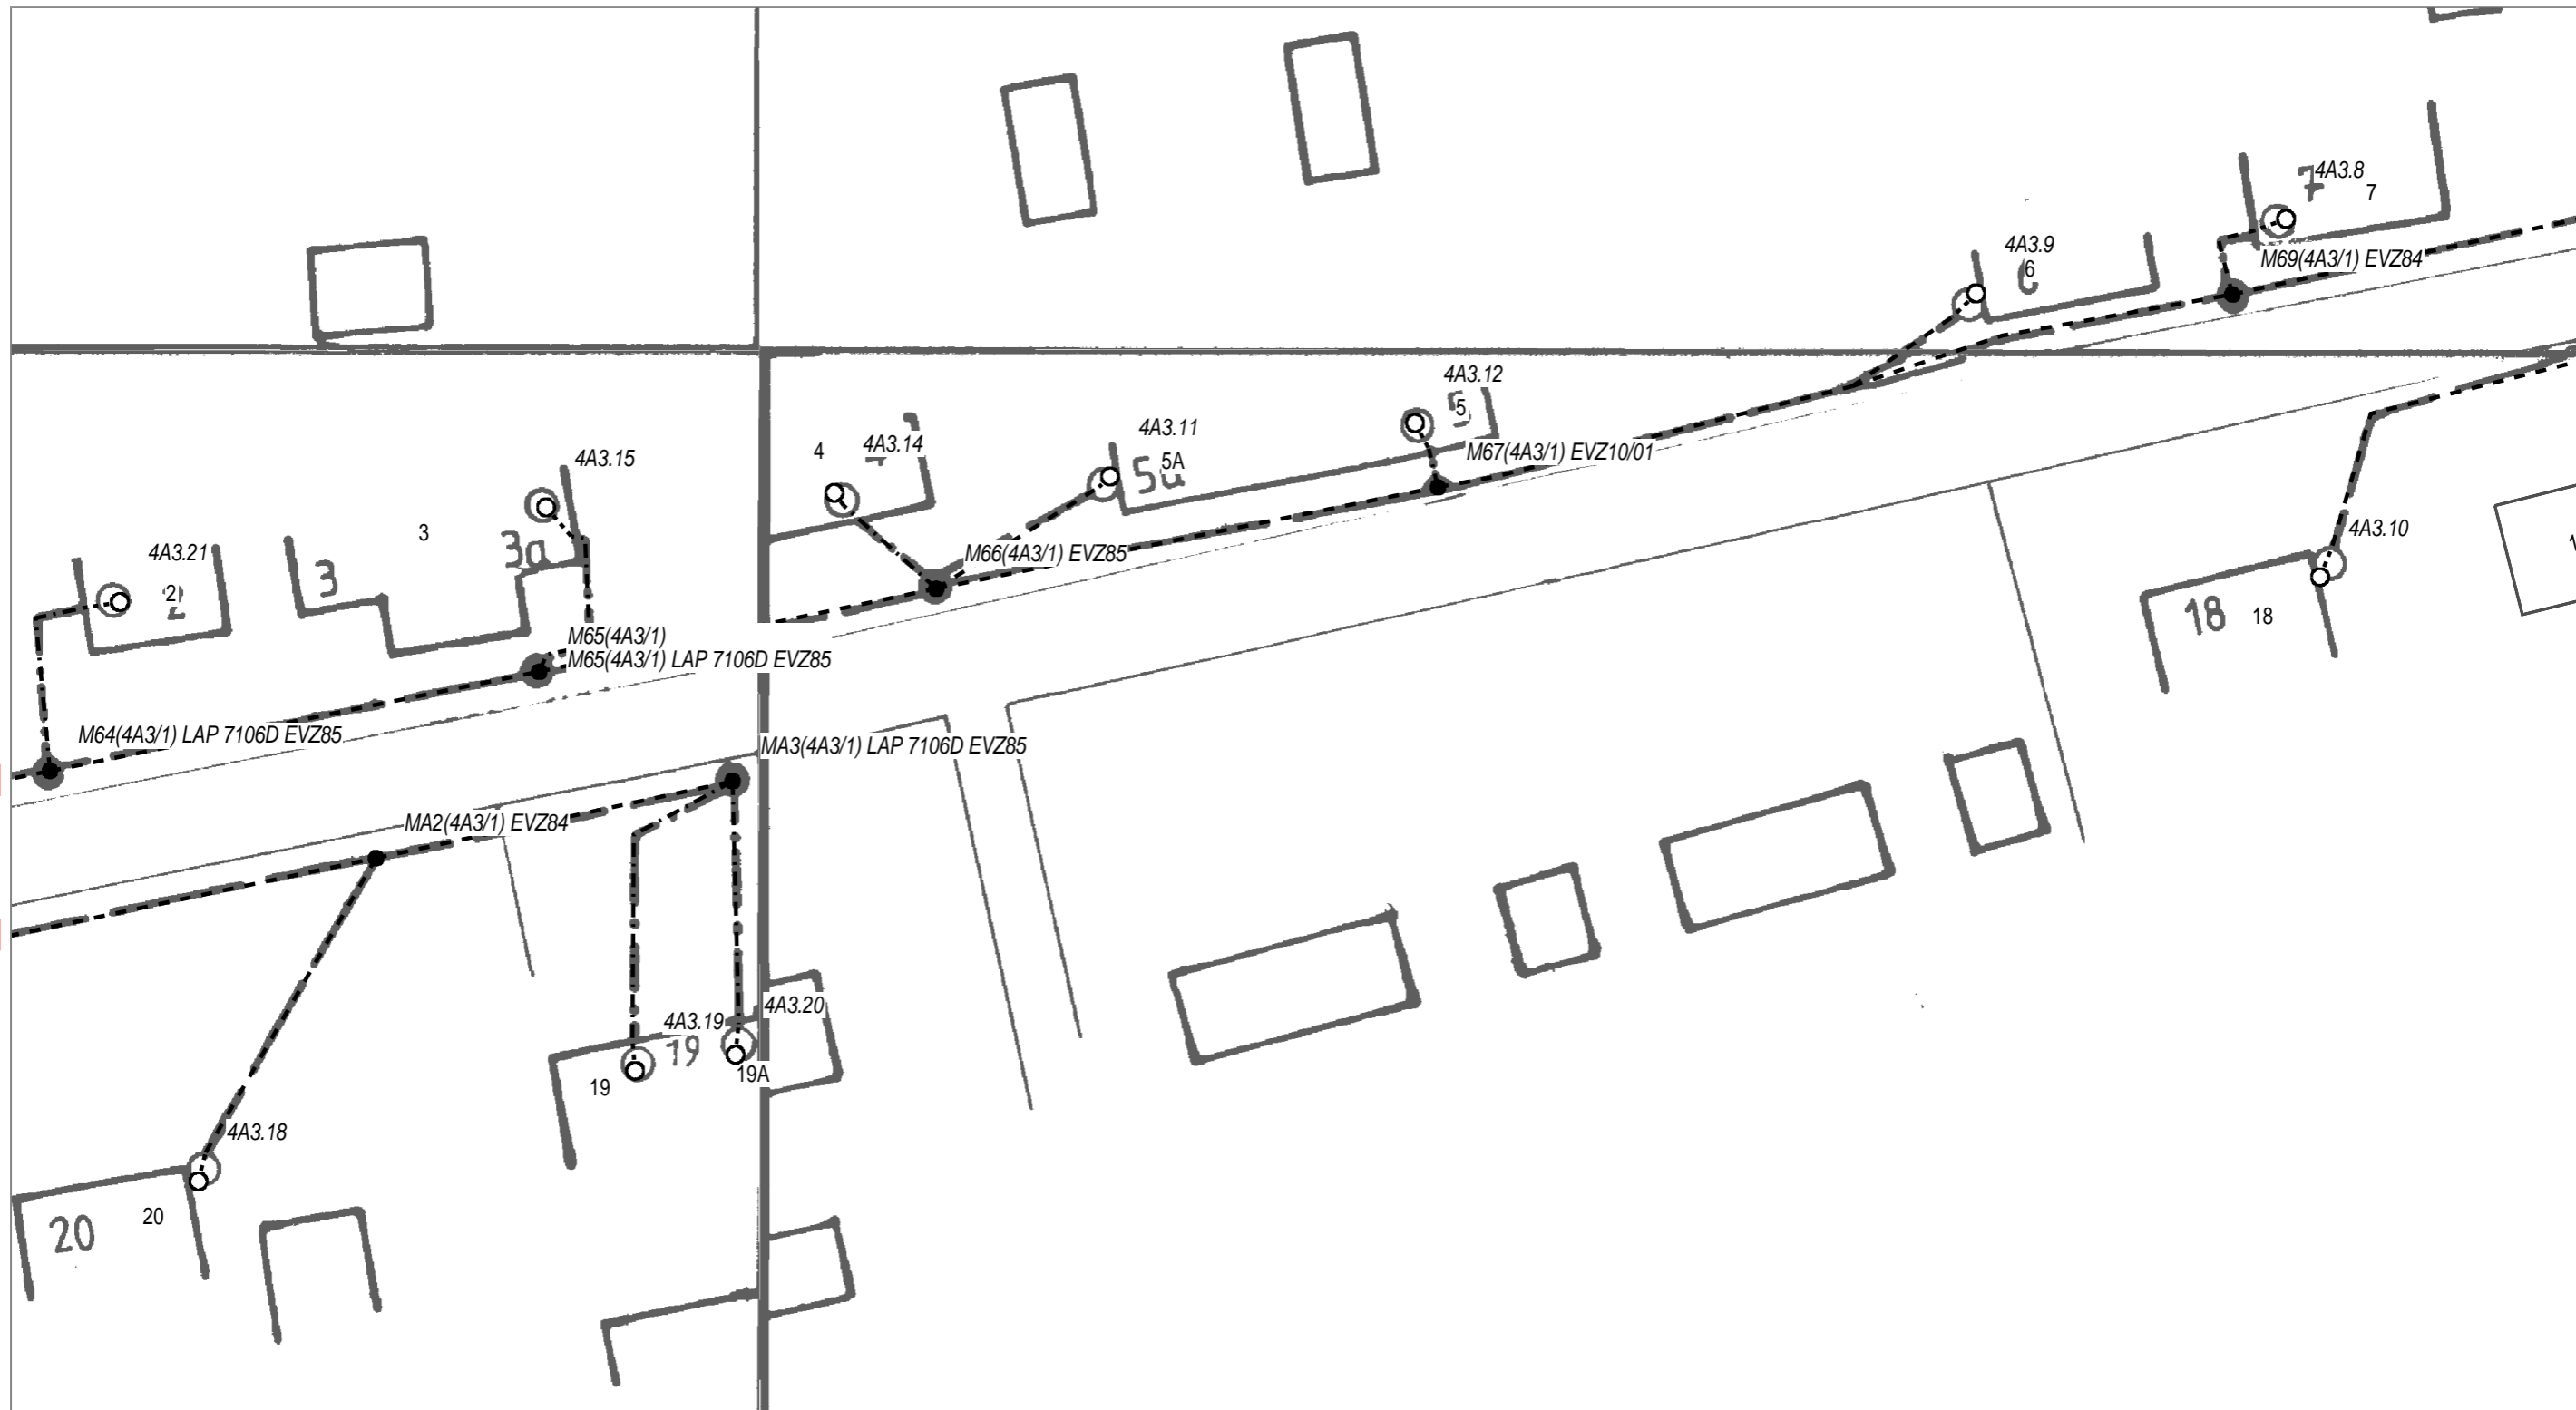 4A3.8
7
7
M69(4A3/1) EVZ84
4A3.9
6
4A3.12
5
M67(4A3/1) EVZ10/01
4A3.11
5A
5a
4
4A3.14
M66(4A3/1) EVZ85
4A3.15
3
3
3a
4A3.21
2
2
M65(4A3/1)
M65(4A3/1) LAP 7106D EVZ85
M64(4A3/1) LAP 7106D EVZ85
4A3.10
18
18
MA3(4A3/1) LAP 7106D EVZ85
MA2(4A3/1) EVZ84
4A3.20
4A3.19
19
19
19A
4A3.18
20
20